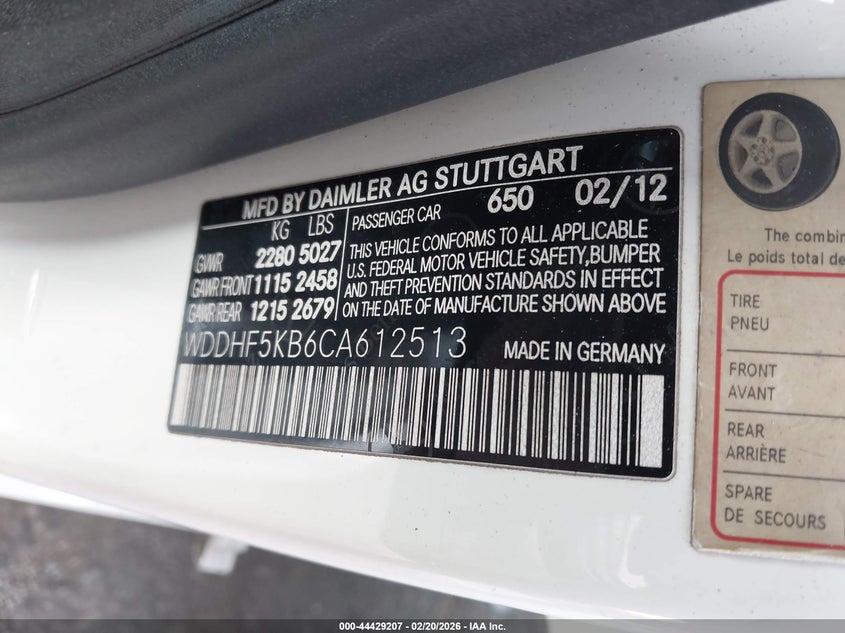 MFD BY DAIMLER AG STUTTGART
KG LBS
GVWR 2280 5027
GAWR FRONT 1115 2458
GAWR REAR 1215 2679
PASSENGER CAR 650 02/12
THIS VEHICLE CONFORMS TO ALL APPLICABLE
U.S. FEDERAL MOTOR VEHICLE SAFETY,BUMPER
AND THEFT PREVENTION STANDARDS IN EFFECT
ON THE DATE OF MANUFACTURE SHOWN ABOVE
WDDHF5KB6CA612513 MADE IN GERMANY
The combin
Le poids total de
TIRE
PNEU
FRONT
AVANT
REAR
ARRIÈRE
SPARE
DE SECOURS
000-44429207 - 02/20/2026 - IAA Inc.